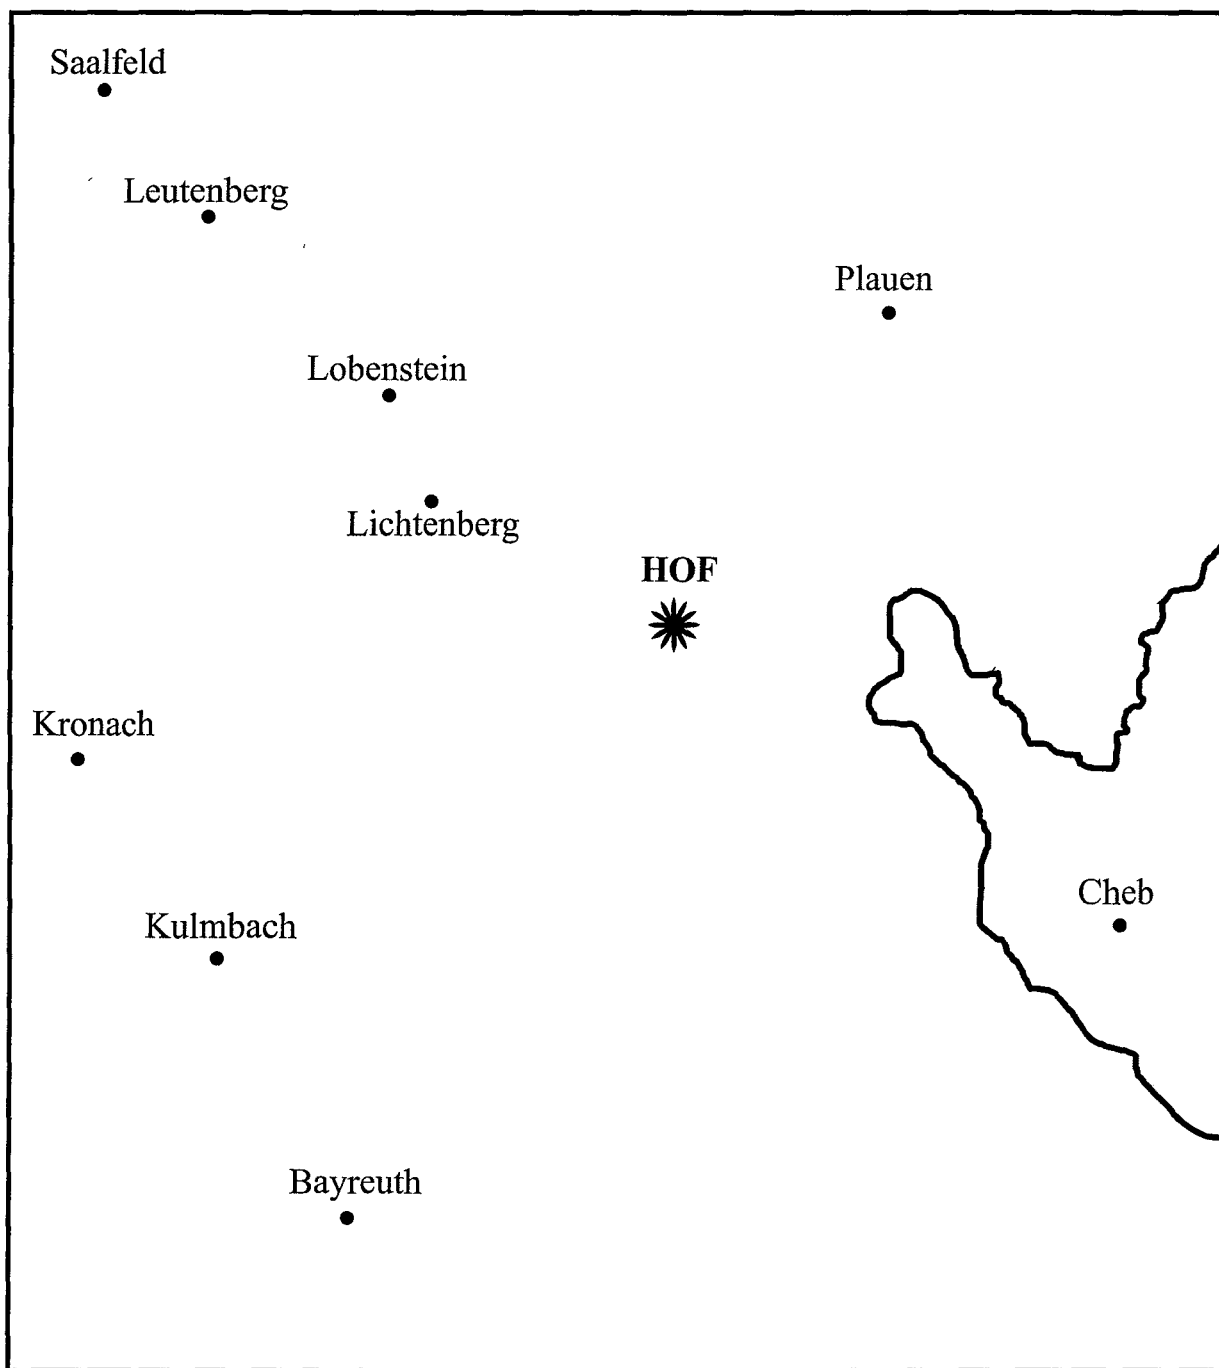 Saalfeld
Leutenberg
Plauen
Lobenstein
Lichtenberg
HOF
Kronach
Cheb
Kulmbach
Bayreuth